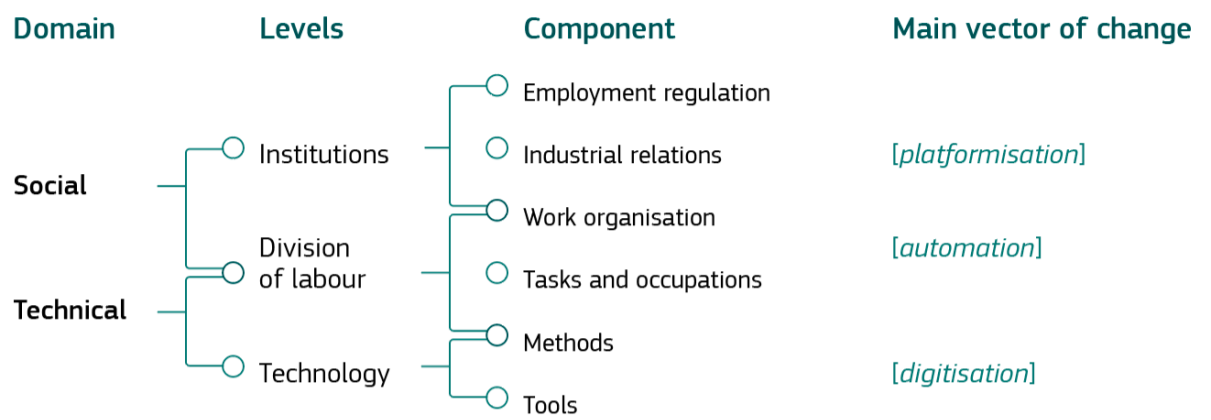 Domain Levels Component Main vector of change
Employment regulation
Institutions Industrial relations [platformisation]
Social
Work organisation
Division
of labour
[automation]
Tasks and occupations
Technical
Methods
Technology [digitisation]
Tools